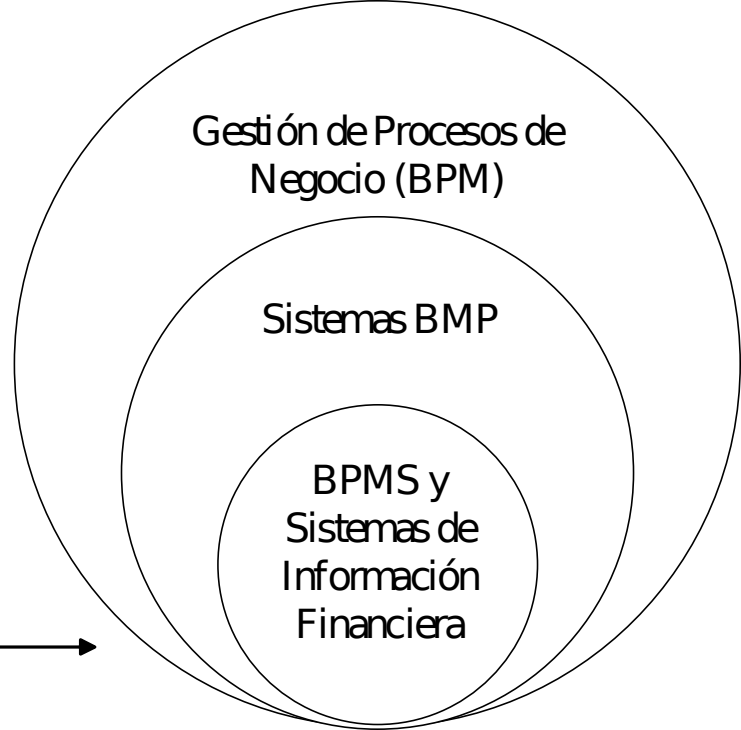 Gestión de Procesos de
Negocio (BPM)
Sistemas BMP
BPMS y
Sistemas de
Información
Financiera